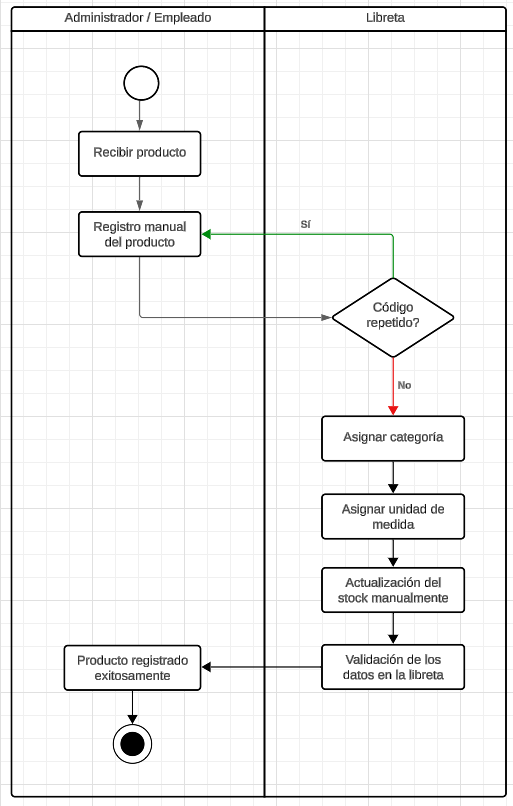 Administrador / Empleado
Libreta
Recibir producto
Registro manual
del producto
Sí
Código
repetido?
No
Asignar categoría
Asignar unidad de
medida
Actualización del
stock manualmente
Validación de los
datos en la libreta
Producto registrado
exitosamente